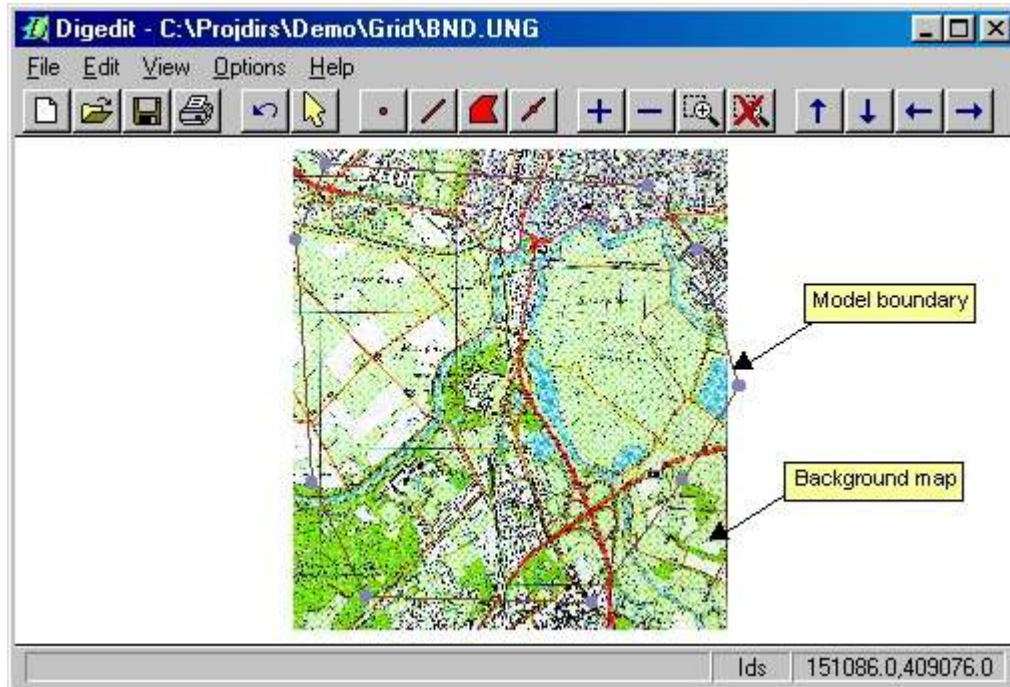 Digedit - C:\Projdirs\Demo\Grid\BND.UNG
File Edit View Options Help
Model boundary
Background map
Ids 151086.0,409076.0